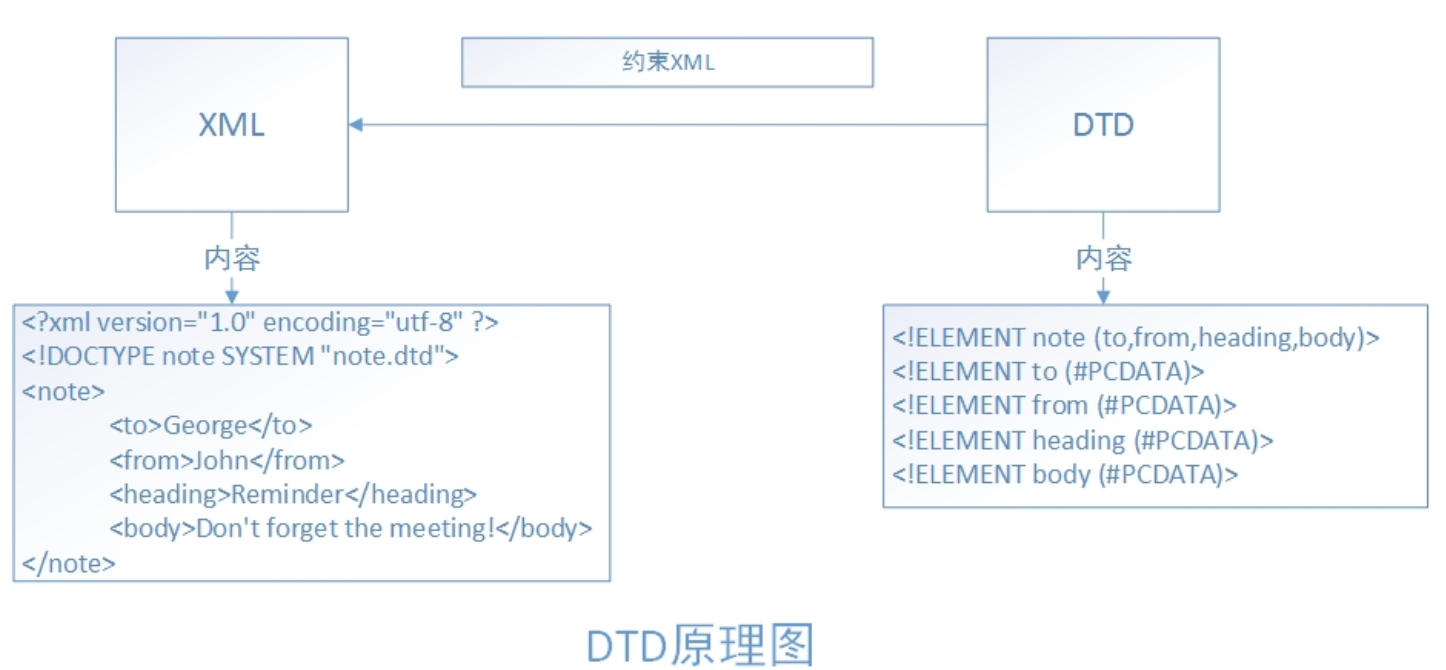 约束XML
XML
DTD
内容
内容
<?xml version="1.0" encoding="utf-8" ?>
<!DOCTYPE note SYSTEM "note.dtd">
<note>
<to>George</to>
<from>John</from>
<heading>Reminder</heading>
<body>Don't forget the meeting!</body>
</note>
<!ELEMENT note (to,from,heading,body)>
<!ELEMENT to (#PCDATA)>
<!ELEMENT from (#PCDATA)>
<!ELEMENT heading (#PCDATA)>
<!ELEMENT body (#PCDATA)>
DTD原理图